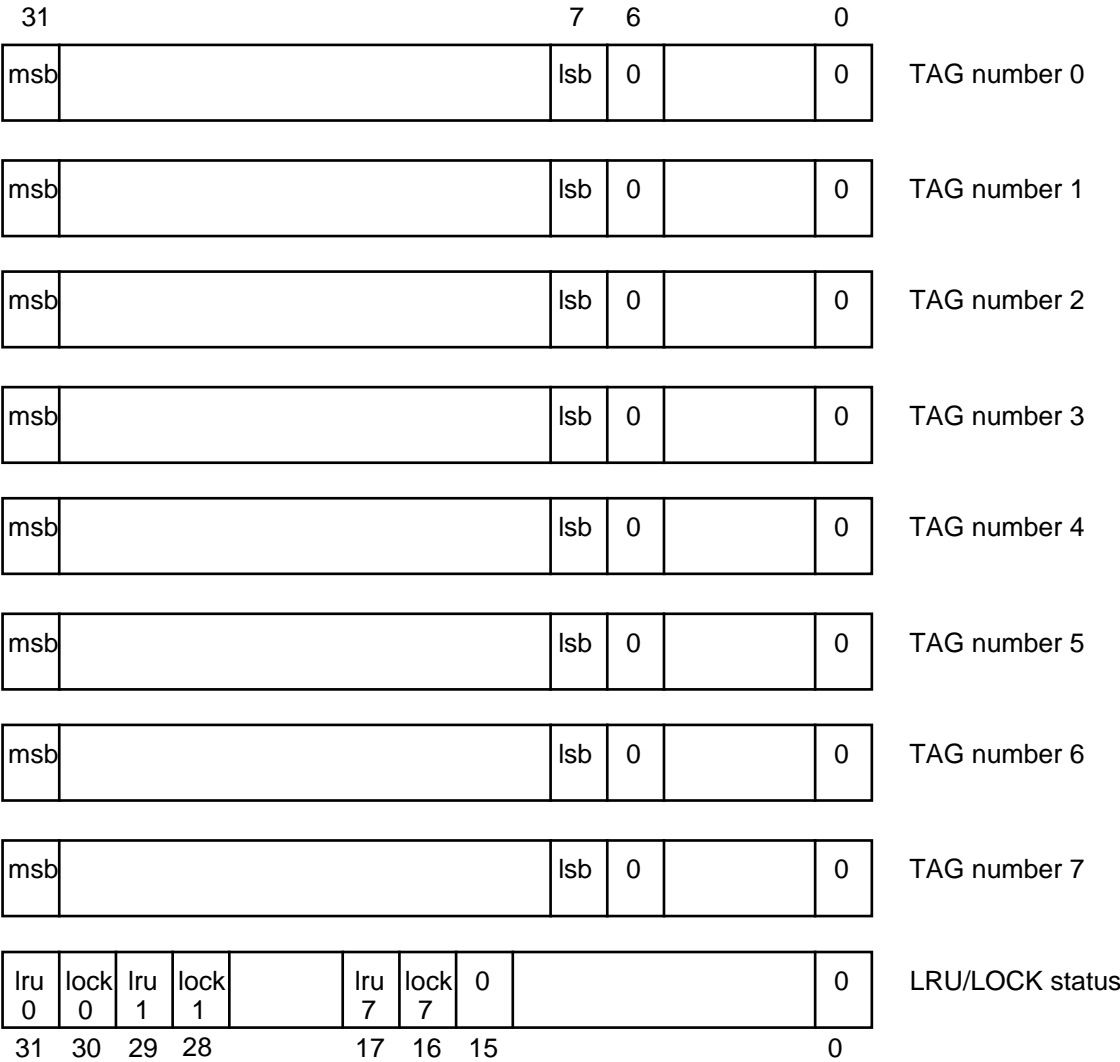 31 7 6 0
msb lsb 0 0 TAG number 0
msb lsb 0 0 TAG number 1
msb lsb 0 0 TAG number 2
msb lsb 0 0 TAG number 3
msb lsb 0 0 TAG number 4
msb lsb 0 0 TAG number 5
msb lsb 0 0 TAG number 6
msb lsb 0 0 TAG number 7
lru lock lru lock lru lock 0 0 LRU/LOCK status
0 0 1 1 7 7
31 30 29 28 17 16 15 0